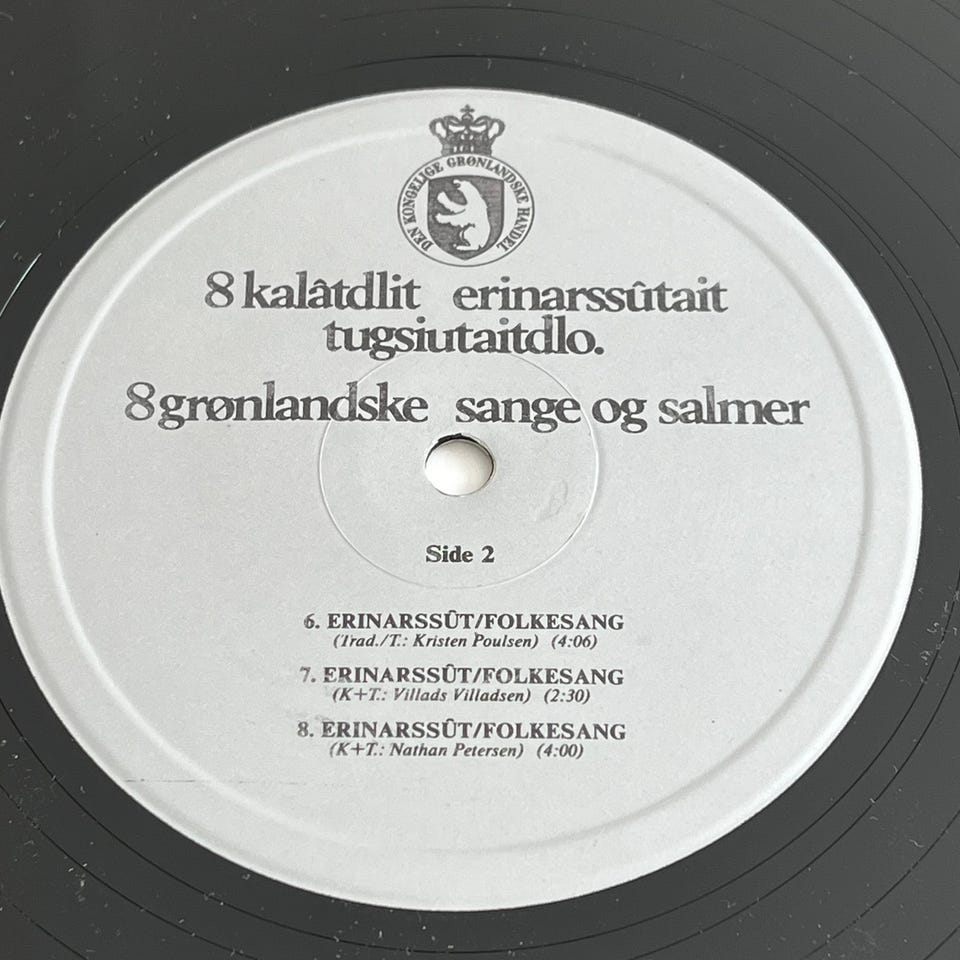 DEN KONGELIGE GRØNLANDSKE HANDEL
8 kalâtdlit erinarssûtait
tugsiutaitdlo.
8 grønlandske sange og salmer
Side 2
6. ERINARSSÛT/FOLKESANG
(Trad./T.: Kristen Poulsen) (4:06)
7. ERINARSSÛT/FOLKESANG
(K+T.: Villads Villadsen) (2:30)
8. ERINARSSÛT/FOLKESANG
(K+T.: Nathan Petersen) (4:00)